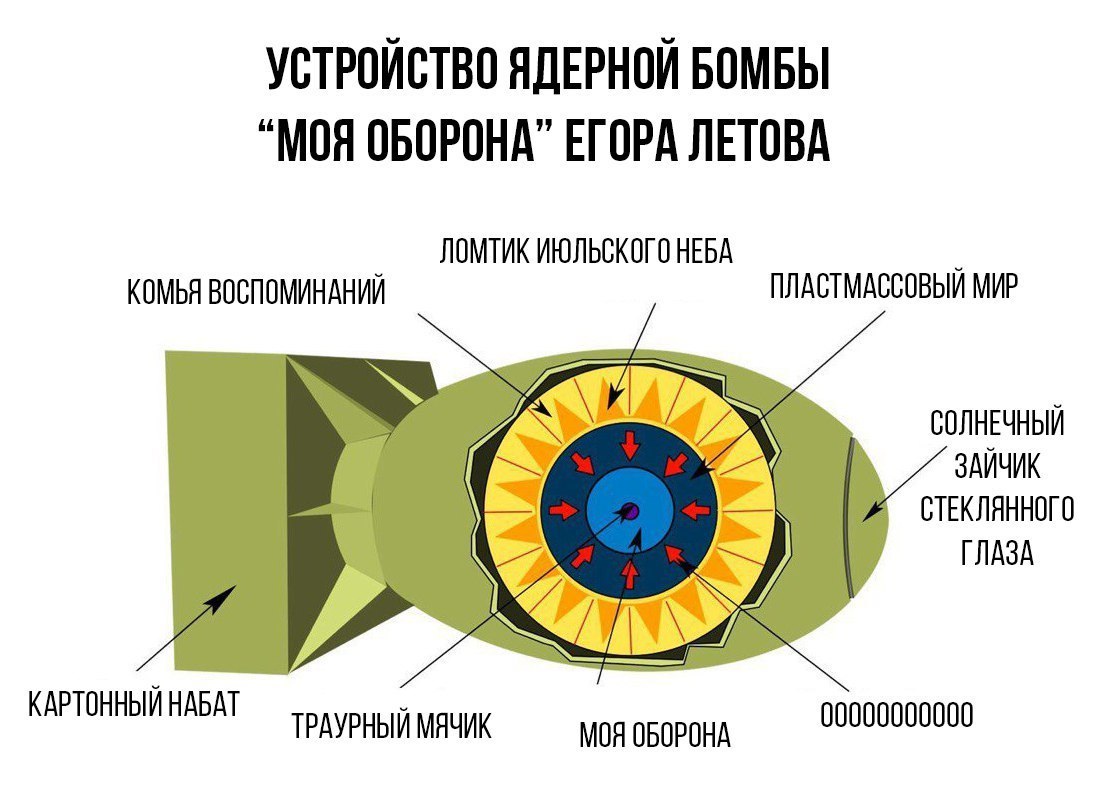 УСТРОЙСТВО ЯДЕРНОЙ БОМБЫ
“МОЯ ОБОРОНА” ЕГОРА ЛЕТОВА
ЛОМТИК ИЮЛЬСКОГО НЕБА
КОМЬЯ ВОСПОМИНАНИЙ
ПЛАСТМАССОВЫЙ МИР
СОЛНЕЧНЫЙ
ЗАЙЧИК
СТЕКЛЯННОГО
ГЛАЗА
КАРТОННЫЙ НАБАТ
ТРАУРНЫЙ МЯЧИК
МОЯ ОБОРОНА
ООООООООООО